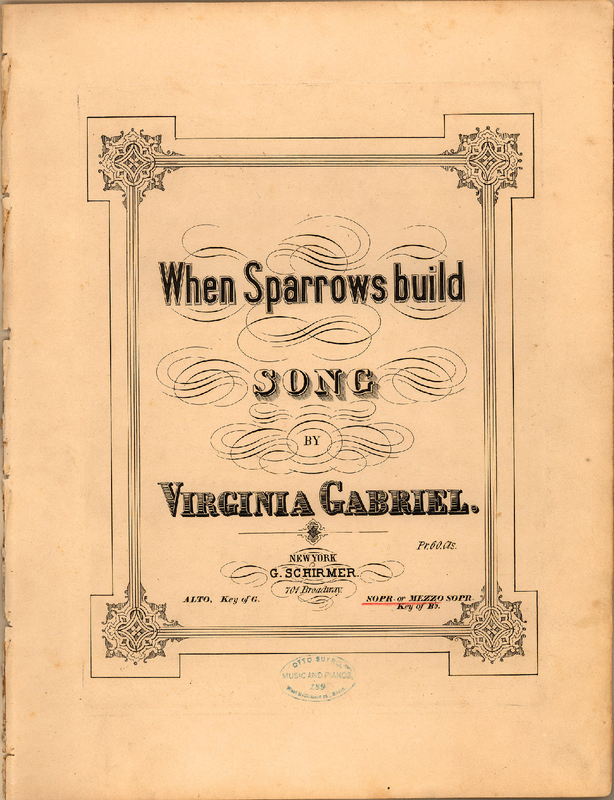 When Sparrows build
SONG
BY
VIRGINIA GABRIEL.
Pr. 60. Cts.
NEW YORK
G. SCHIRMER.
701 Broadway.
ALTO, Key of G.
SOPR. or MEZZO SOPR.
Key of B♭.
OTTO
MUSIC AND PIANOS
189